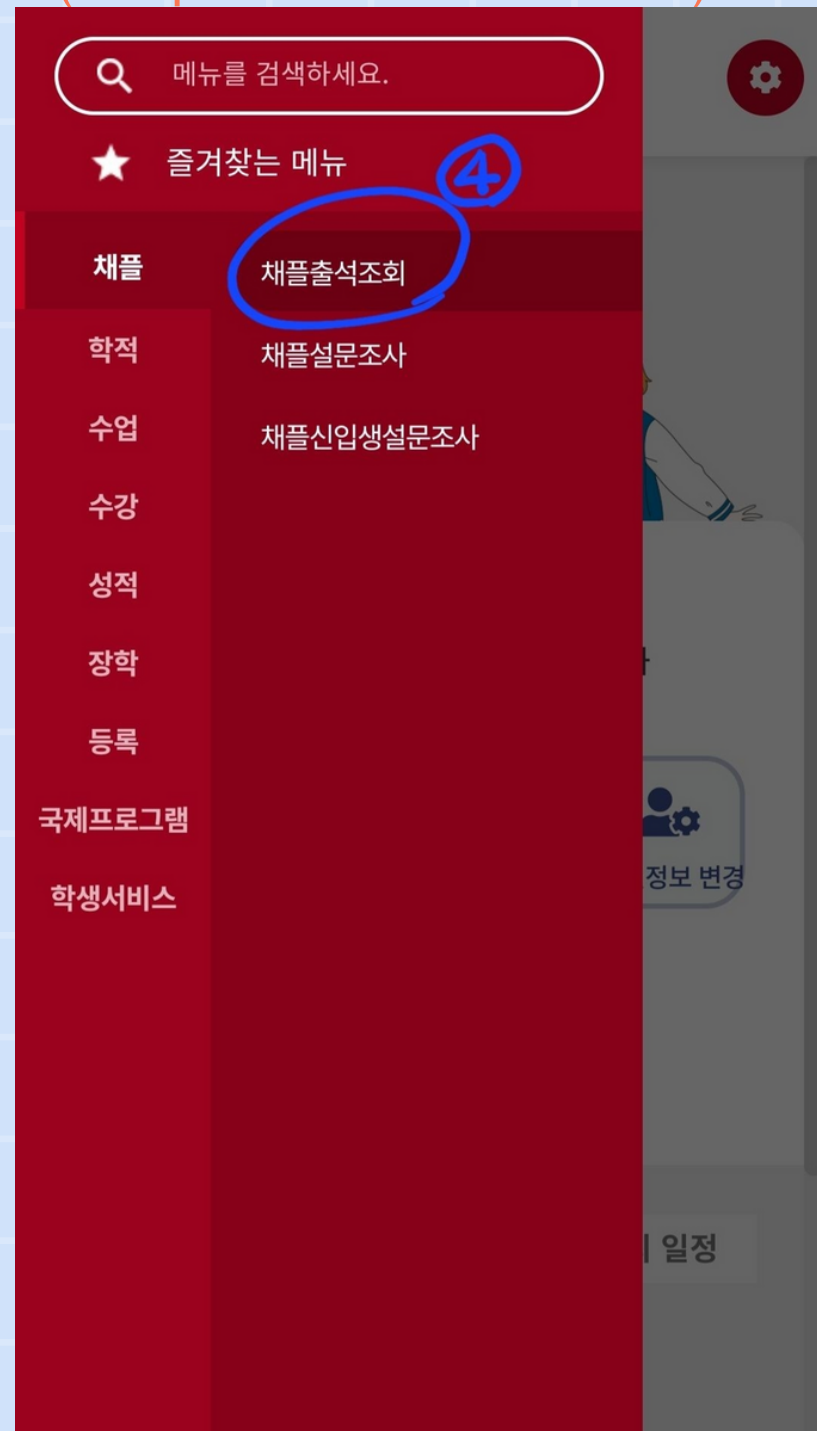 메뉴를 검색하세요.
즐겨찾는 메뉴
④
채플
채플출석조회
학적
채플설문조사
수업
채플신입생설문조사
수강
성적
장학
등록
국제프로그램
정보 변경
학생서비스
일정